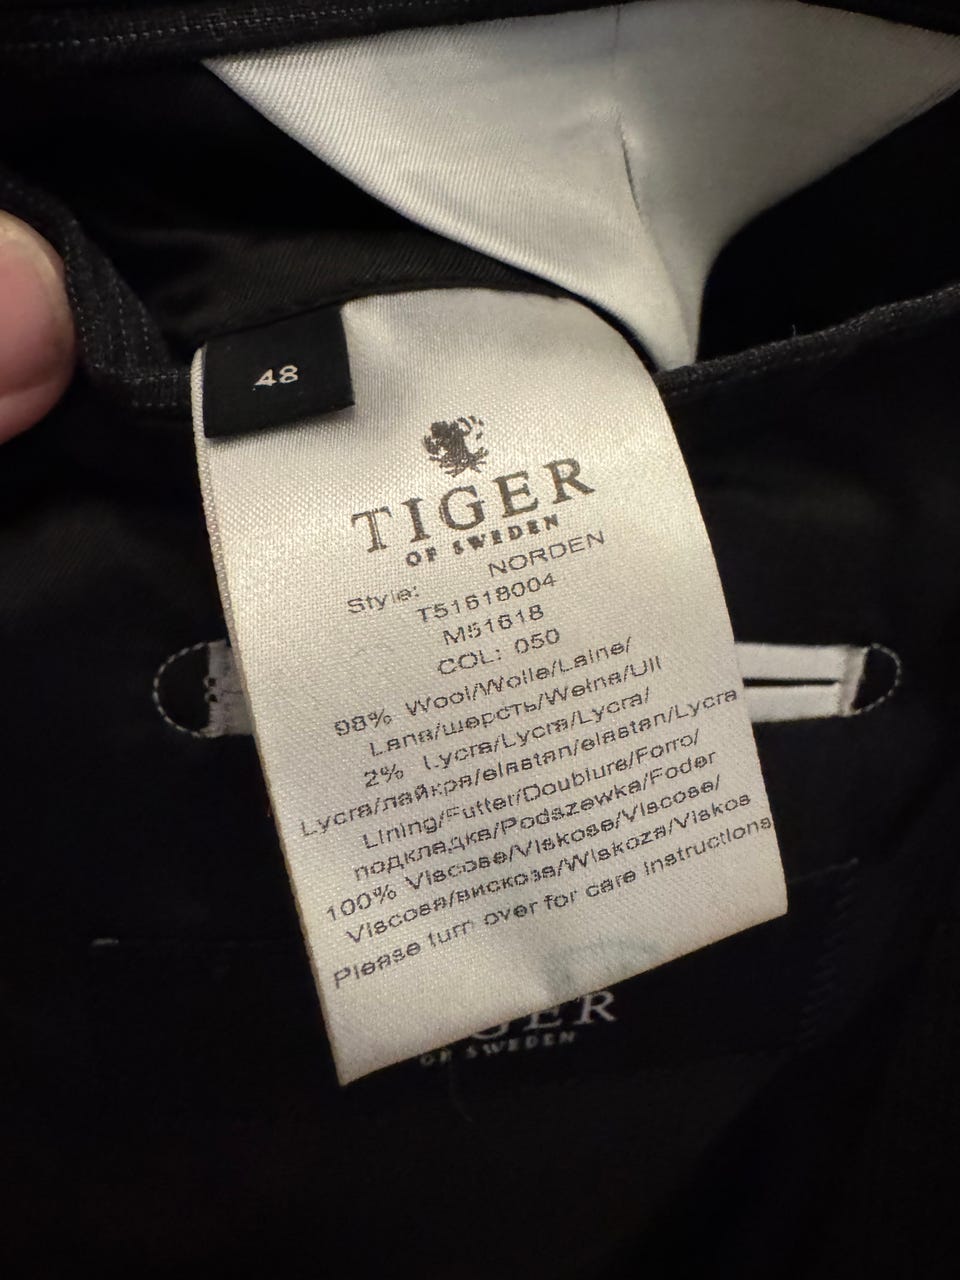 48
TIGER
OF SWEDEN
Style: NORDEN
T51618004
M51618
COL: 050
98% Wool/Wolle/Laine/
Lana/шерсть/Wełna/Ull
2% Lycra/Lycra/Lycra/
Lycra/лайкра/elastan/elastan/Lycra
Lining/Futter/Doublure/Forro/
подкладка/Podszewka/Foder
100% Viscose/Viskose/Viscose/
Viscosa/вискоза/Wiskoza/Viskos
Please turn over for care instructions
TIGER
OF SWEDEN